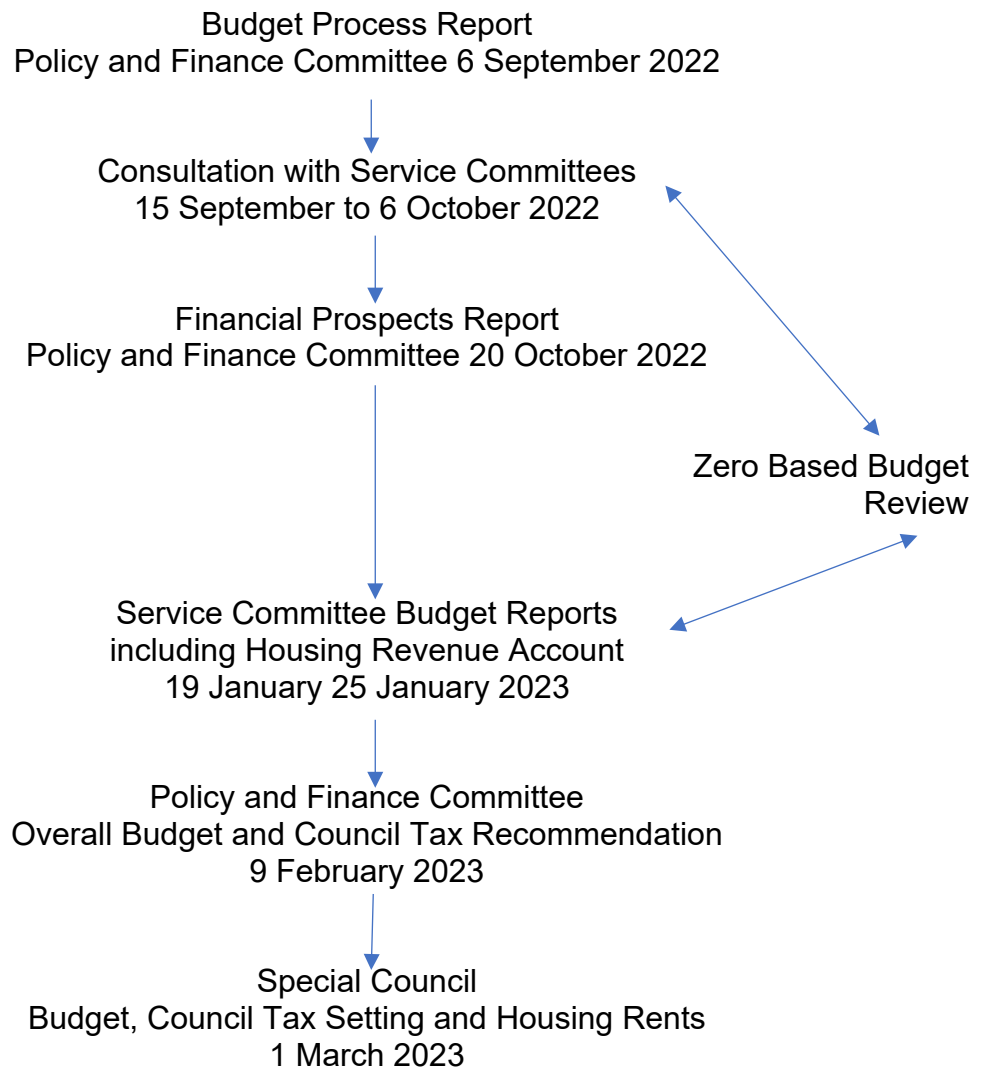 Budget Process Report
Policy and Finance Committee 6 September 2022
Consultation with Service Committees
15 September to 6 October 2022
Financial Prospects Report
Policy and Finance Committee 20 October 2022
Zero Based Budget
Review
Service Committee Budget Reports
including Housing Revenue Account
19 January 25 January 2023
Policy and Finance Committee
Overall Budget and Council Tax Recommendation
9 February 2023
Special Council
Budget, Council Tax Setting and Housing Rents
1 March 2023